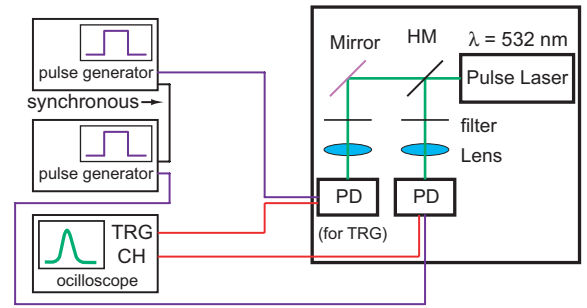 pulse generator
synchronous
pulse generator
TRG
CH
ocilloscope
Mirror
HM
λ = 532 nm
Pulse Laser
filter
Lens
PD
PD
(for TRG)